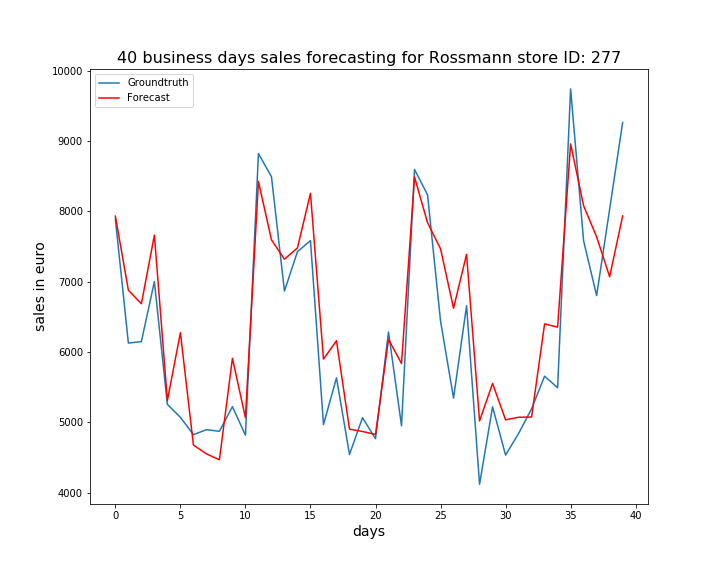 40 business days sales forecasting for Rossmann store ID: 277
Groundtruth
Forecast
10000
9000
8000
7000
6000
5000
4000
sales in euro
0 5 10 15 20 25 30 35 40
days